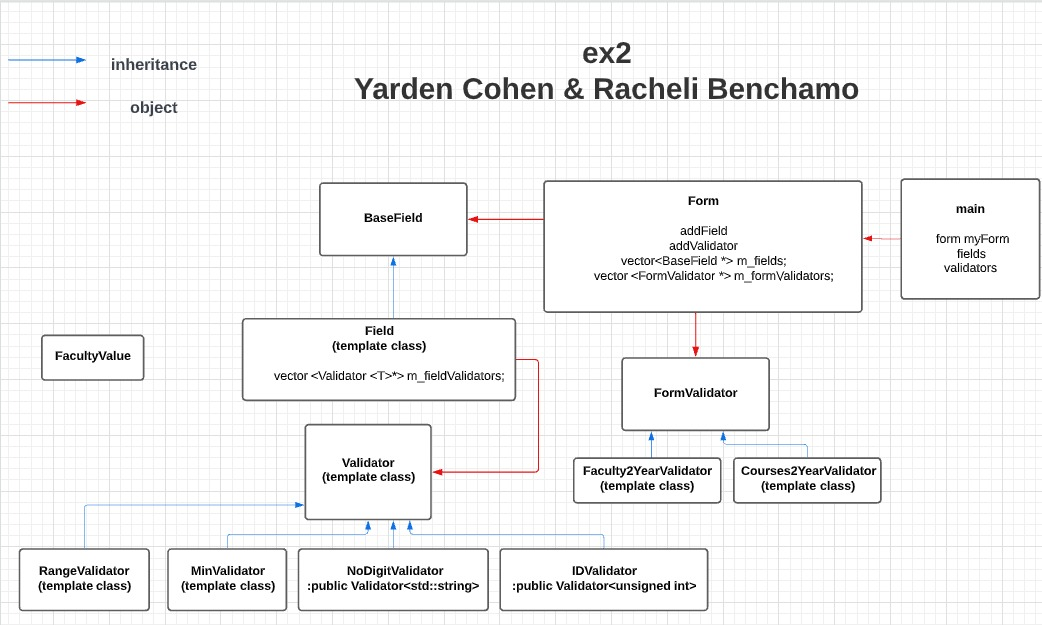 ex2
Yarden Cohen & Racheli Benchamo
inheritance
object
BaseField
Form
addField
addValidator
vector<BaseField *> m_fields;
vector <FormValidator *> m_formValidators;
main
form myForm
fields
validators
FacultyValue
Field
(template class)
vector <Validator <T>*> m_fieldValidators;
FormValidator
Validator
(template class)
Faculty2YearValidator
(template class)
Courses2YearValidator
(template class)
RangeValidator
(template class)
MinValidator
(template class)
NoDigitValidator
:public Validator<std::string>
IDValidator
:public Validator<unsigned int>